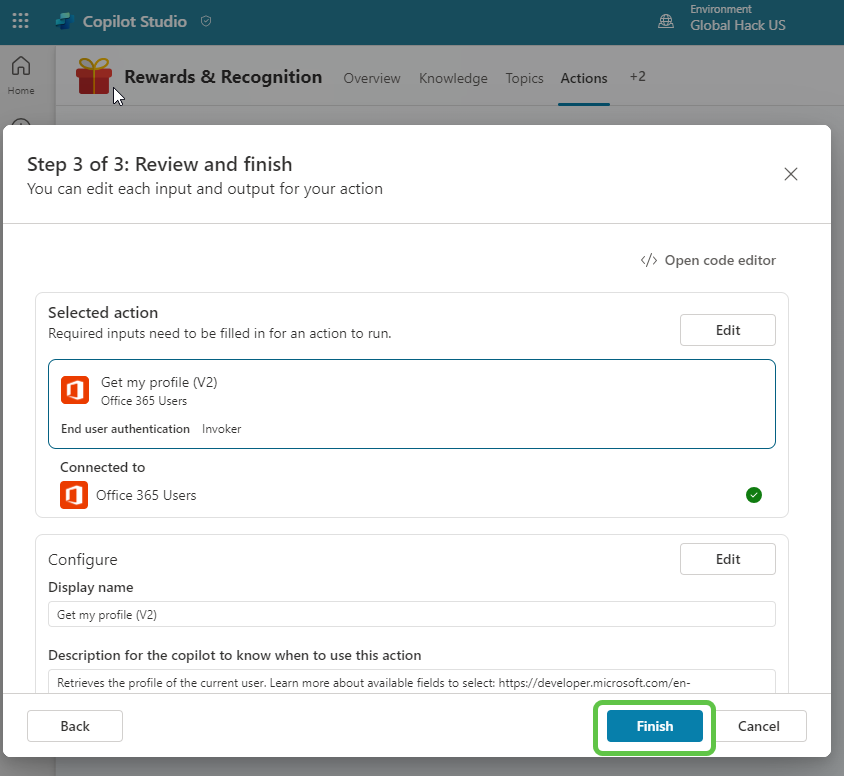 Copilot Studio
Environment
Global Hack US
Home
Rewards & Recognition
Overview
Knowledge
Topics
Actions
+2
Step 3 of 3: Review and finish
You can edit each input and output for your action
</> Open code editor
Selected action
Required inputs need to be filled in for an action to run.
Edit
Get my profile (V2)
Office 365 Users
End user authentication Invoker
Connected to
Office 365 Users
Configure
Edit
Display name
Get my profile (V2)
Description for the copilot to know when to use this action
Retrieves the profile of the current user. Learn more about available fields to select: https://developer.microsoft.com/en-
Back
Finish
Cancel